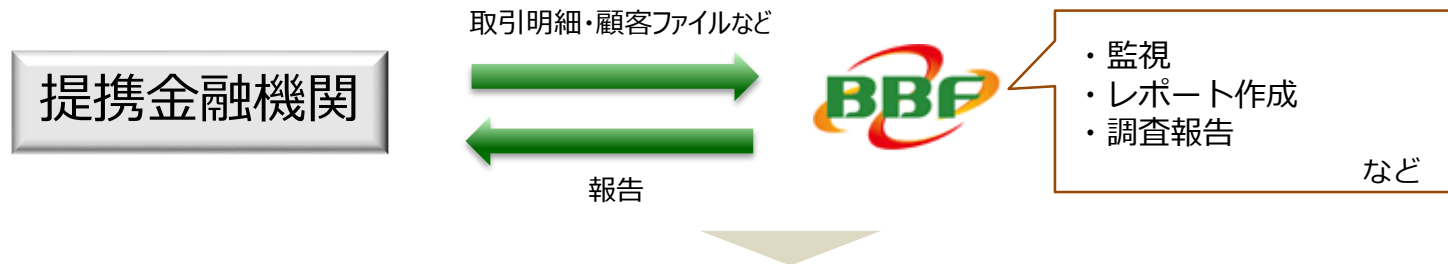 取引明細・顧客ファイルなど
提携金融機関
BBF
・監視
・レポート作成
・調査報告
など
報告